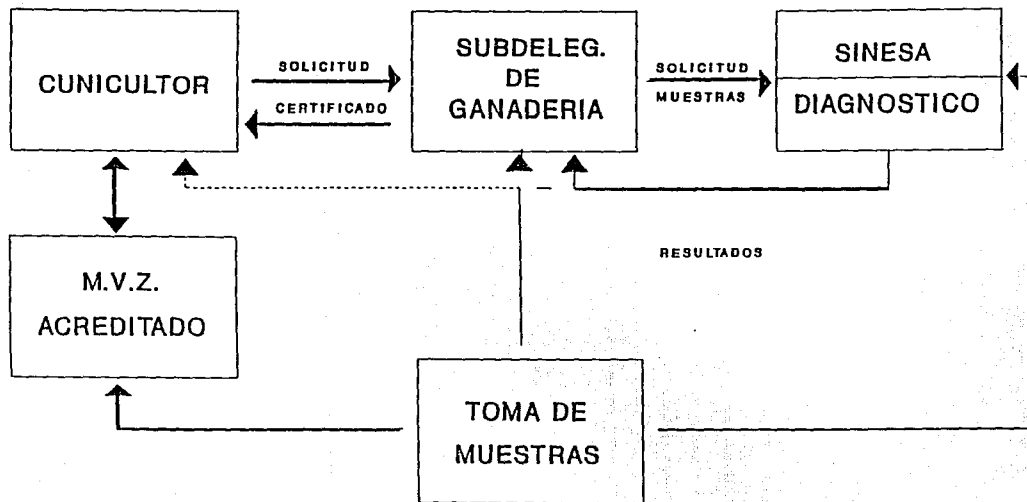 CUNICULTOR
SOLICITUD
CERTIFICADO
SUBDELEG.
DE
GANADERIA
SOLICITUD
MUESTRAS
SINESA
DIAGNOSTICO
RESULTADOS
M.V.Z.
ACREDITADO
TOMA DE
MUESTRAS